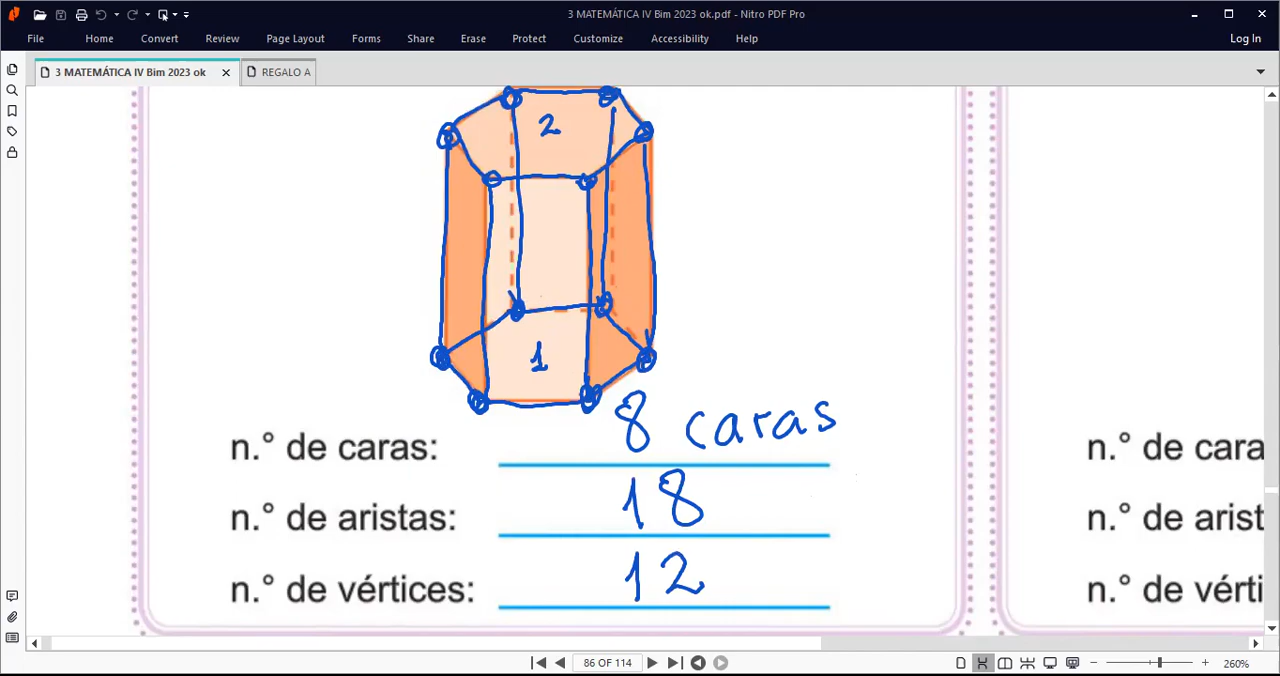 3 MATEMÁTICA IV Bim 2023 ok.pdf - Nitro PDF Pro
File Home Convert Review Page Layout Forms Share Erase Protect Customize Accessibility Help Log In
3 MATEMÁTICA IV Bim 2023 ok REGALO A
2
1
n.° de caras: 8 caras n.° de cara
n.° de aristas: 18 n.° de arist
n.° de vértices: 12 n.° de vérti
86 OF 114 260%